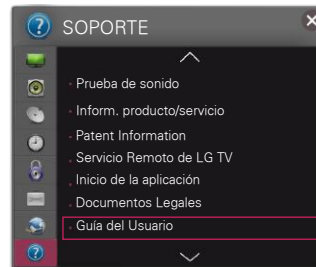 SOPORTE
Prueba de sonido
Inform. producto/servicio
Patent Information
Servicio Remoto de LG TV
Inicio de la aplicación
Documentos Legales
Guía del Usuario